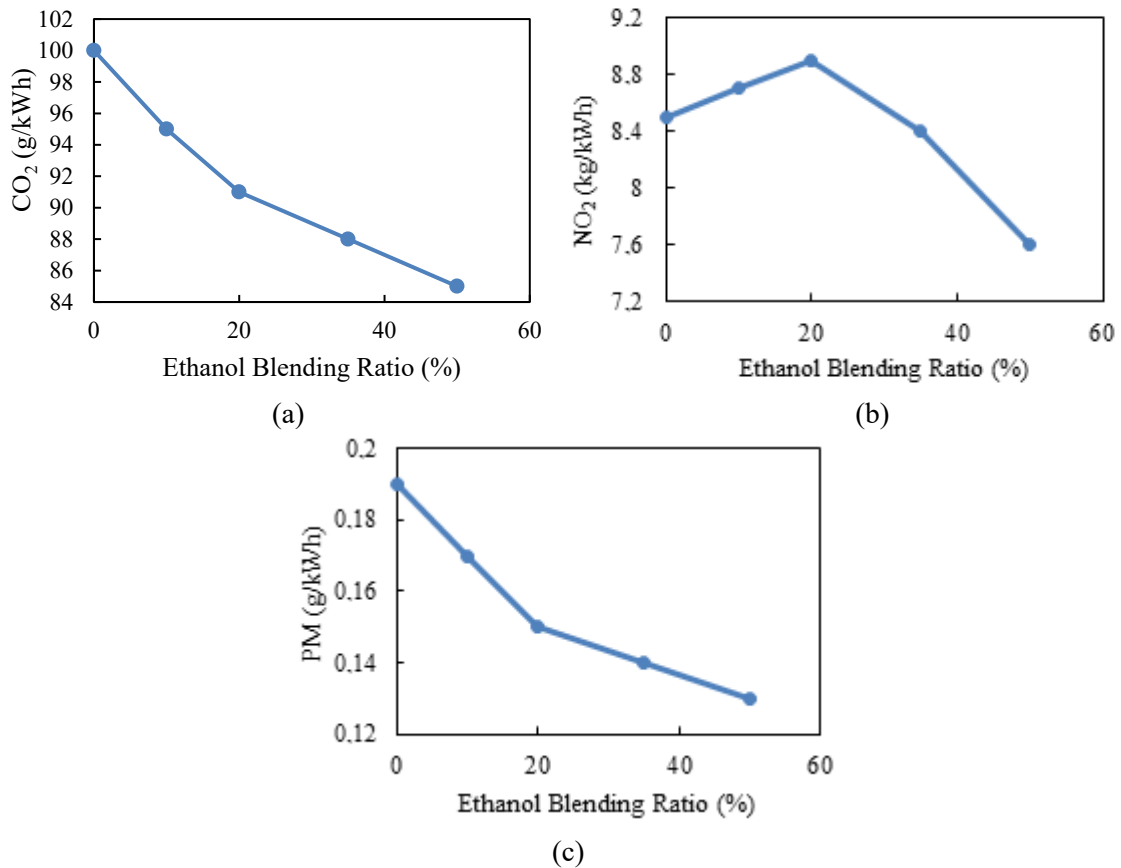 102
100
98
96
94
92
90
88
86
84
CO₂ (g/kWh)
0 20 40 60
Ethanol Blending Ratio (%)
(a)
9.2
8.8
8.4
8
7.6
7.2
NO₂ (kg/kWh)
0 20 40 60
Ethanol Blending Ratio (%)
(b)
0,2
0,18
0,16
0,14
0,12
PM (g/kWh)
0 20 40 60
Ethanol Blending Ratio (%)
(c)